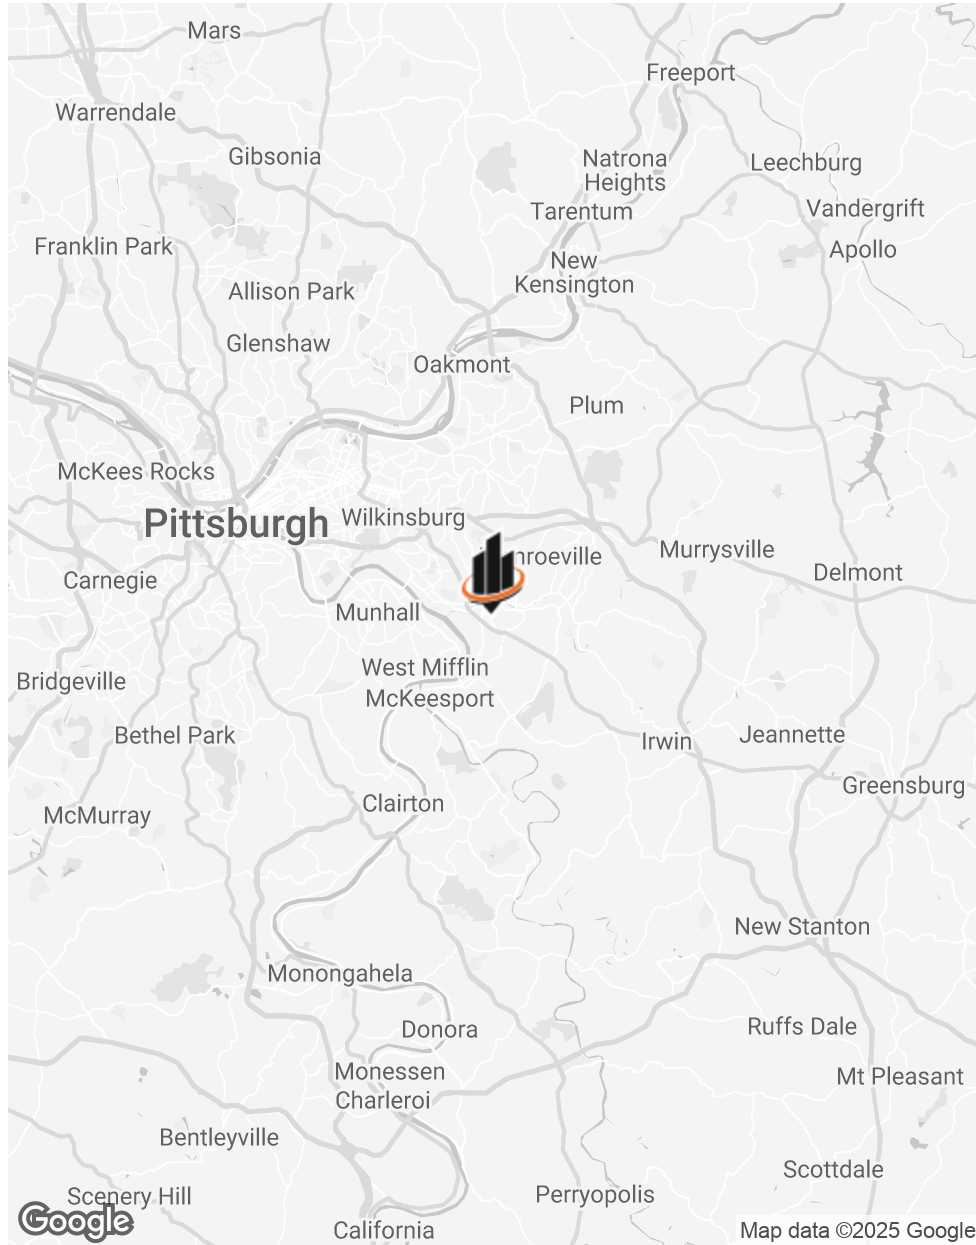 Mars
Freeport
Warrendale
Gibsonia
Natrona
Heights
Leechburg
Tarentum
Vandergrift
Franklin Park
Apollo
New
Kensington
Allison Park
Glenshaw
Oakmont
Plum
McKees Rocks
Pittsburgh
Wilkinsburg
nroeville
Murrysville
Carnegie
Delmont
Munhall
West Mifflin
Bridgeville
McKeesport
Bethel Park
Irwin
Jeannette
Greensburg
Clairton
McMurray
New Stanton
Monongahela
Donora
Ruffs Dale
Monessen
Mt Pleasant
Charleroi
Bentleyville
Scottdale
Scenery Hill
Perryopolis
Google
California
Map data ©2025 Google